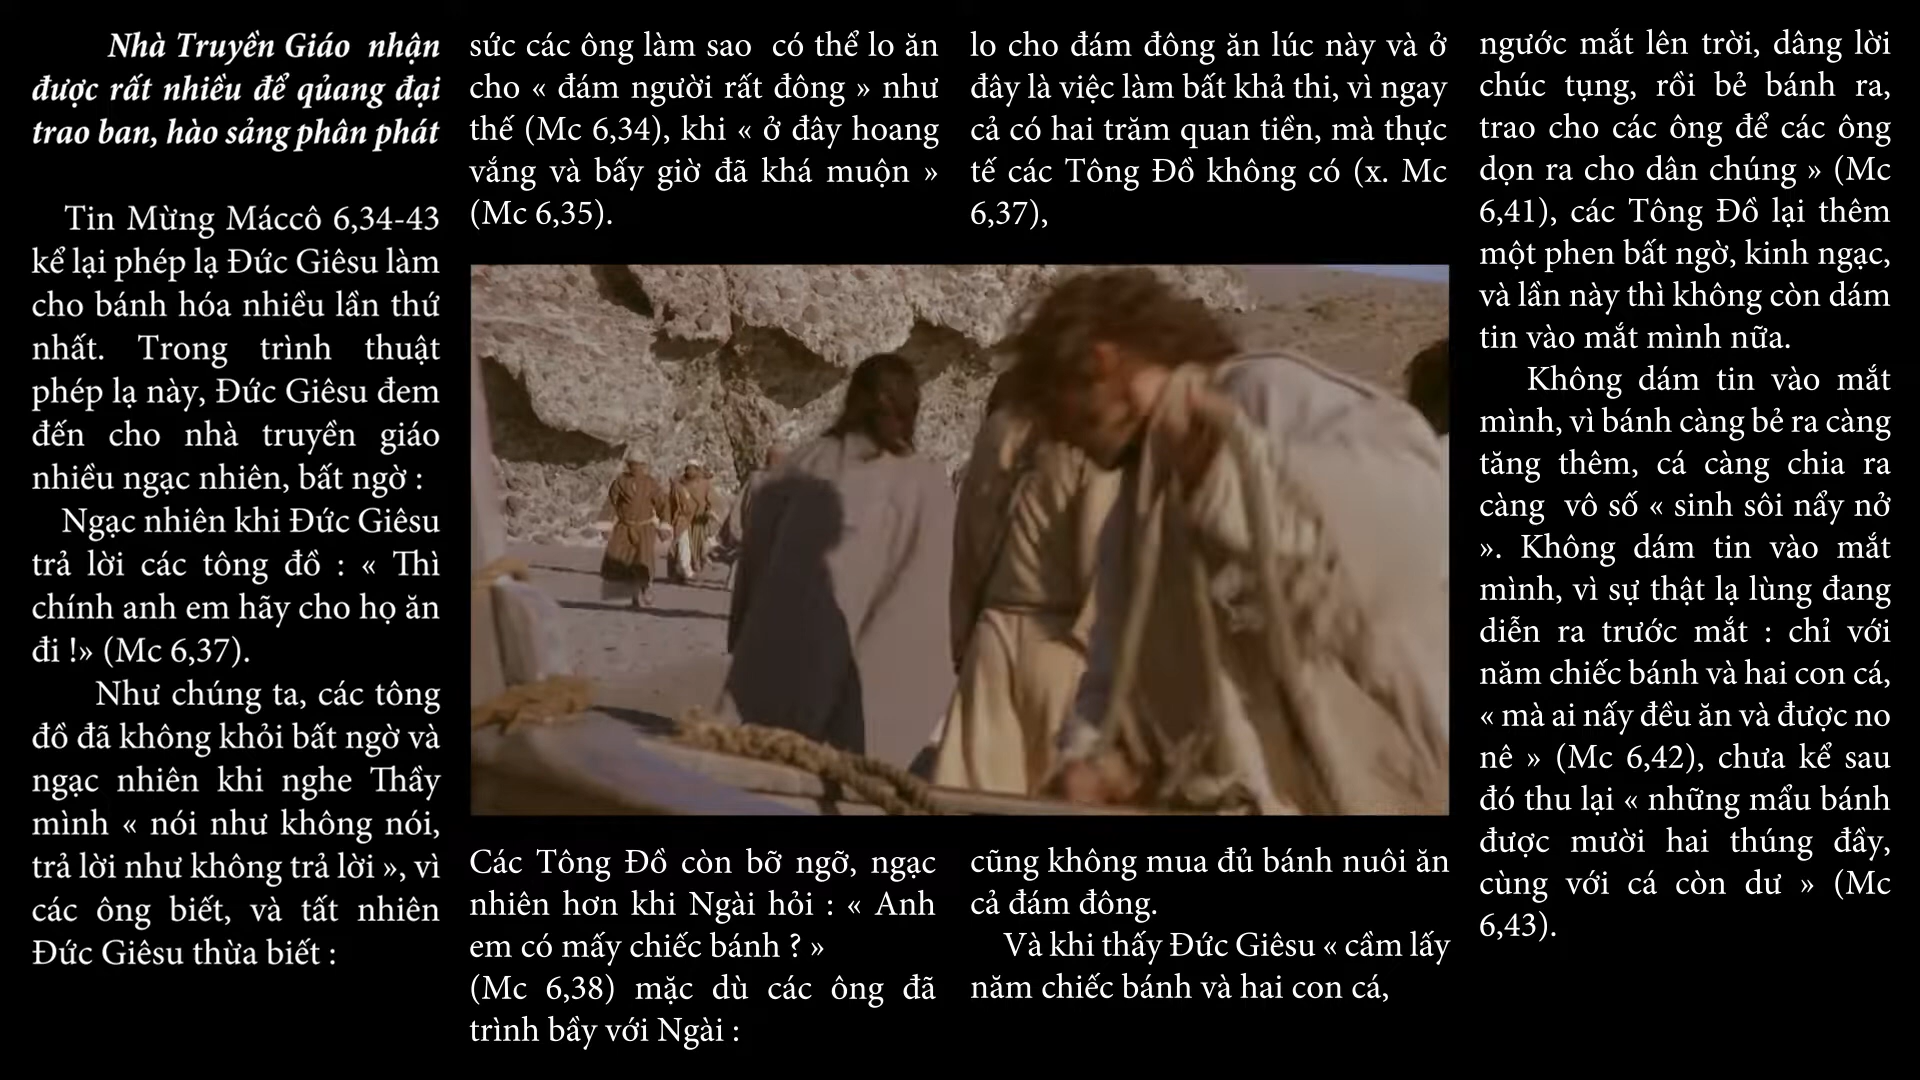 Nhà Truyền Giáo nhận
được rất nhiều để qủang đại
trao ban, hào sảng phân phát
Tin Mừng Máccô 6,34-43
kể lại phép lạ Đức Giêsu làm
cho bánh hóa nhiều lần thứ
nhất. Trong trình thuật
phép lạ này, Đức Giêsu đem
đến cho nhà truyền giáo
nhiều ngạc nhiên, bất ngờ :
Ngạc nhiên khi Đức Giêsu
trả lời các tông đồ : « Thì
chính anh em hãy cho họ ăn
đi !» (Mc 6,37).
Như chúng ta, các tông
đồ đã không khỏi bất ngờ và
ngạc nhiên khi nghe Thầy
mình « nói như không nói,
trả lời như không trả lời », vì
các ông biết, và tất nhiên
Đức Giêsu thừa biết :
sức các ông làm sao có thể lo ăn
cho « đám người rất đông » như
thế (Mc 6,34), khi « ở đây hoang
vắng và bấy giờ đã khá muộn »
(Mc 6,35).
Các Tông Đồ còn bỡ ngỡ, ngạc
nhiên hơn khi Ngài hỏi : « Anh
em có mấy chiếc bánh ? »
(Mc 6,38) mặc dù các ông đã
trình bầy với Ngài :
lo cho đám đông ăn lúc này và ở
đây là việc làm bất khả thi, vì ngay
cả có hai trăm quan tiền, mà thực
tế các Tông Đồ không có (x. Mc
6,37),
cũng không mua đủ bánh nuôi ăn
cả đám đông.
Và khi thấy Đức Giêsu « cầm lấy
năm chiếc bánh và hai con cá,
ngước mắt lên trời, dâng lời
chúc tụng, rồi bẻ bánh ra,
trao cho các ông để các ông
dọn ra cho dân chúng » (Mc
6,41), các Tông Đồ lại thêm
một phen bất ngờ, kinh ngạc,
và lần này thì không còn dám
tin vào mắt mình nữa.
Không dám tin vào mắt
mình, vì bánh càng bẻ ra càng
tăng thêm, cá càng chia ra
càng vô số « sinh sôi nẩy nở
». Không dám tin vào mắt
mình, vì sự thật lạ lùng đang
diễn ra trước mắt : chỉ với
năm chiếc bánh và hai con cá,
« mà ai nấy đều ăn và được no
nê » (Mc 6,42), chưa kể sau
đó thu lại « những mẩu bánh
được mười hai thúng đầy,
cùng với cá còn dư » (Mc
6,43).